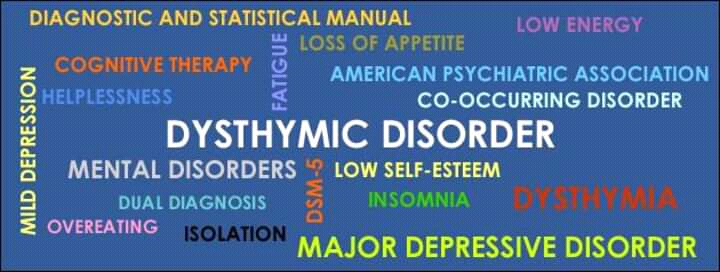 DIAGNOSTIC AND STATISTICAL MANUAL
LOW ENERGY
LOSS OF APPETITE
FATIGUE
COGNITIVE THERAPY
AMERICAN PSYCHIATRIC ASSOCIATION
HELPLESSNESS
CO-OCCURRING DISORDER
MILD DEPRESSION
DYSTHYMIC DISORDER
MENTAL DISORDERS
DSM-5
LOW SELF-ESTEEM
DUAL DIAGNOSIS
INSOMNIA
DYSTHYMIA
OVEREATING
ISOLATION
MAJOR DEPRESSIVE DISORDER